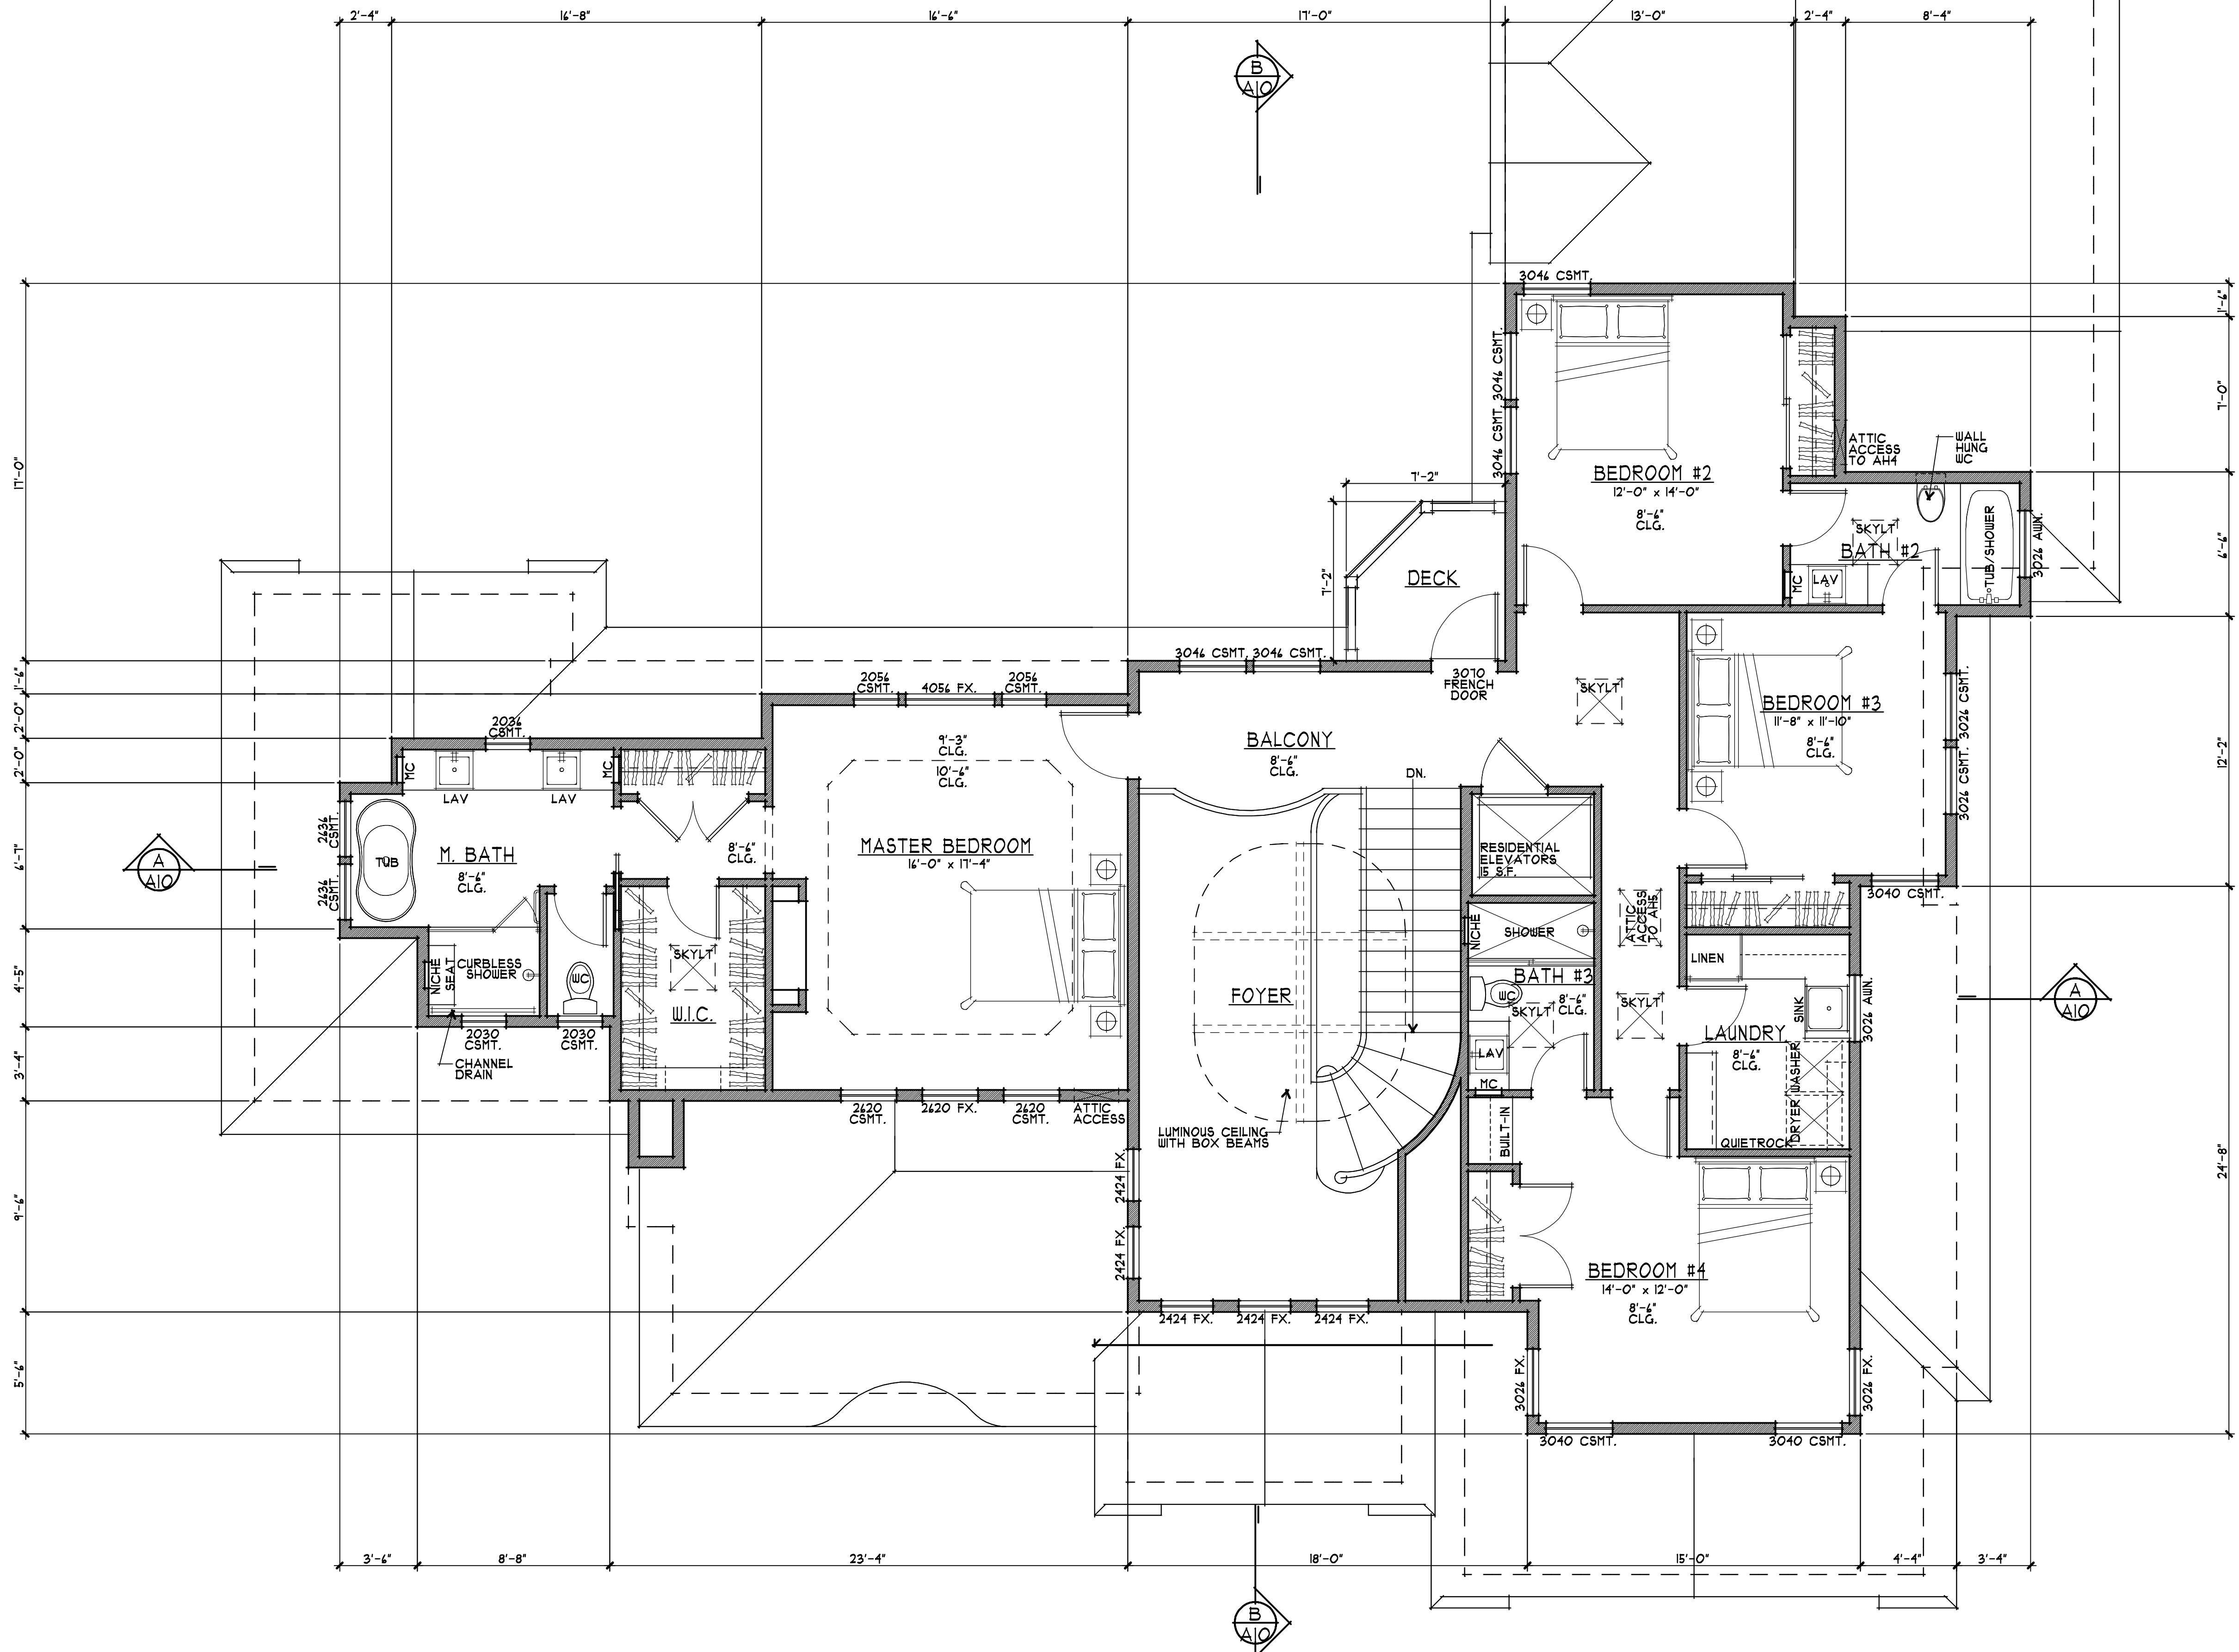 2'-4" 16'-8" 16'-6" 17'-0" 13'-0" 2'-4" 8'-4"
B
A10
1'-6"
7'-0"
6'-6"
12'-2"
24'-8"
17'-0"
1'-6"
2'-0"
2'-0"
6'-7"
4'-5"
3'-4"
9'-6"
5'-6"
3046 CSMT.
3046 CSMT.
3046 CSMT.
BEDROOM #2
12'-0" x 14'-0"
8'-6"
CLG.
ATTIC
ACCESS
TO AH4
WALL
HUNG
WC
SKYLT
BATH #2
TUB/SHOWER
3026 AWN.
MC
LAV
7'-2"
7'-2"
DECK
3046 CSMT. 3046 CSMT.
3070
FRENCH
DOOR
SKYLT
BEDROOM #3
11'-8" x 11'-10"
8'-6"
CLG.
3026 CSMT.
3026 CSMT.
3040 CSMT.
2056
CSMT.
4056 FX.
2056
CSMT.
2036
CSMT.
MC
LAV
LAV
MC
2636
CSMT.
2636
CSMT.
TUB
M. BATH
8'-6"
CLG.
8'-6"
CLG.
9'-3"
CLG.
10'-6"
CLG.
MASTER BEDROOM
16'-0" x 17'-4"
BALCONY
8'-6"
CLG.
DN.
RESIDENTIAL
ELEVATORS
15 S.F.
A
A10
NICHE
SEAT
CURBLESS
SHOWER
WC
SKYLT
W.I.C.
2030
CSMT.
2030
CSMT.
CHANNEL
DRAIN
FOYER
NICHE
SHOWER
BATH #3
WC
8'-6"
CLG.
SKYLT
LAV
MC
ATTIC
ACCESS
TO AH5
SKYLT
LINEN
SINK
3026 AWN.
LAUNDRY
8'-6"
CLG.
WASHER
DRYER
QUIETROCK
A
A10
2620
CSMT.
2620 FX.
2620
CSMT.
ATTIC
ACCESS
LUMINOUS CEILING
WITH BOX BEAMS
BUILT-IN
2424 FX.
2424 FX.
2424 FX. 2424 FX. 2424 FX.
BEDROOM #4
14'-0" x 12'-0"
8'-6"
CLG.
3026 FX.
3026 FX.
3040 CSMT. 3040 CSMT.
3'-6" 8'-8" 23'-4" 18'-0" 15'-0" 4'-4" 3'-4"
B
A10